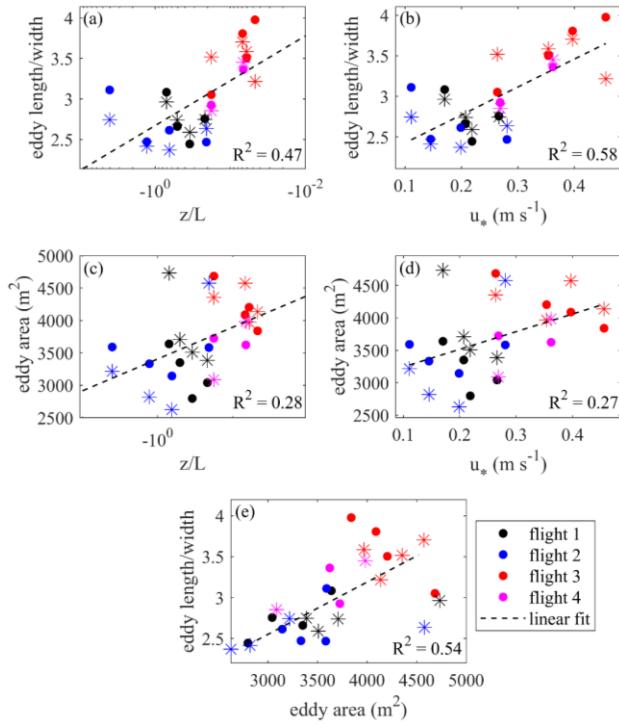 (a)
eddy length/width
4
3.5
3
2.5
R² = 0.47
-10⁰
-10⁻¹
-10⁻²
z/L
(b)
eddy length/width
4
3.5
3
2.5
R² = 0.58
0.1 0.2 0.3 0.4
u* (m s⁻¹)
(c)
eddy area (m²)
5000
4500
4000
3500
3000
2500
R² = 0.28
-10⁰
z/L
(d)
eddy area (m²)
4500
4000
3500
3000
2500
R² = 0.27
0.1 0.2 0.3 0.4
u* (m s⁻¹)
(e)
eddy length/width
4
3.5
3
2.5
R² = 0.54
3000 3500 4000 4500 5000
eddy area (m²)
flight 1
flight 2
flight 3
flight 4
linear fit